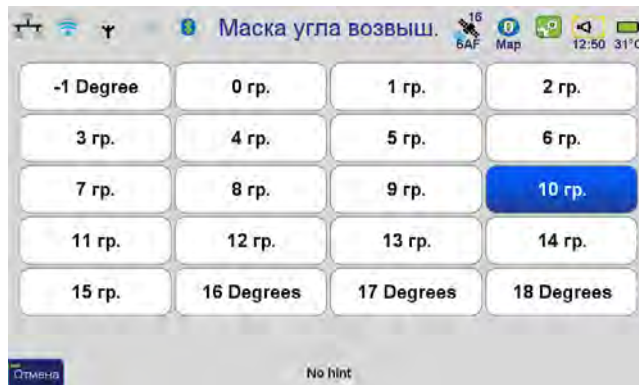 Маска угла возвыш.
16
БАF
Map
12:50 31°C
-1 Degree 0 гр. 1 гр. 2 гр.
3 гр. 4 гр. 5 гр. 6 гр.
7 гр. 8 гр. 9 гр. 10 гр.
11 гр. 12 гр. 13 гр. 14 гр.
15 гр. 16 Degrees 17 Degrees 18 Degrees
Отмена No hint